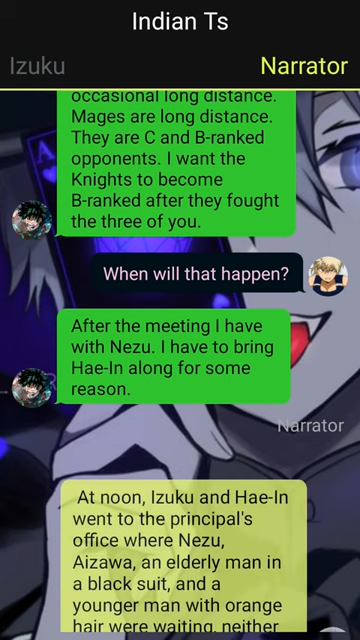 Indian Ts
Izuku
Narrator
occasional long distance.
Mages are long distance.
They are C and B-ranked
opponents. I want the
Knights to become
B-ranked after they fought
the three of you.
When will that happen?
After the meeting I have
with Nezu. I have to bring
Hae-In along for some
reason.
Narrator
At noon, Izuku and Hae-In
went to the principal's
office where Nezu,
Aizawa, an elderly man in
a black suit, and a
younger man with orange
hair were waiting, neither